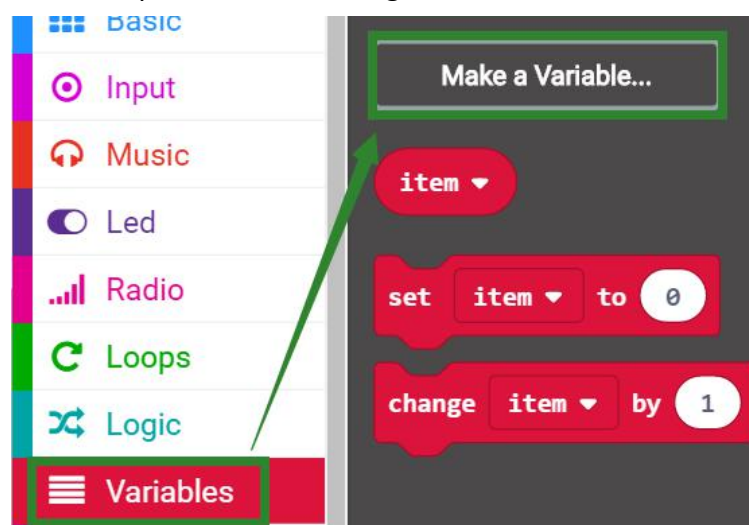 Basic
Input
Music
Led
Radio
Loops
Logic
Variables
Make a Variable...
item
set item to 0
change item by 1